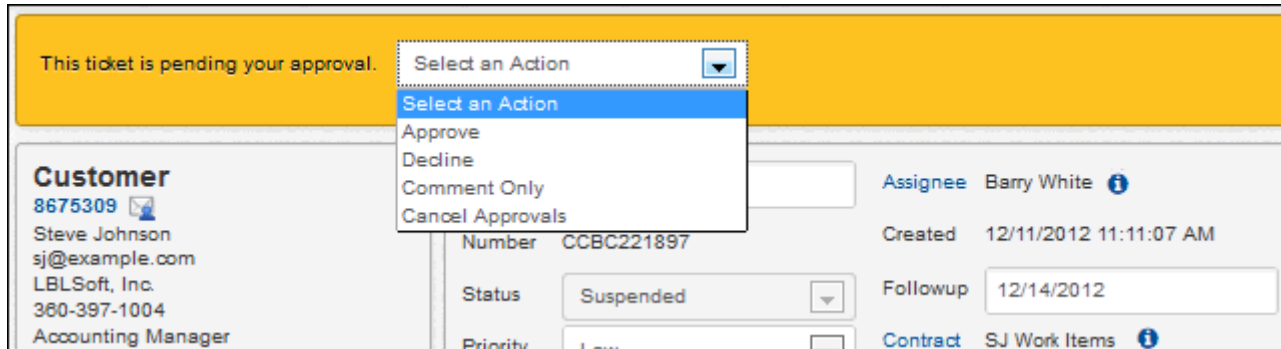 This ticket is pending your approval. Select an Action
Select an Action
Approve
Decline
Comment Only
Cancel Approvals
Customer
8675309
Steve Johnson
sj@example.com
LBLSoft, Inc.
360-397-1004
Accounting Manager
Number CCBC221897
Status Suspended
Priority Low
Assignee Barry White
Created 12/11/2012 11:11:07 AM
Followup 12/14/2012
Contract SJ Work Items